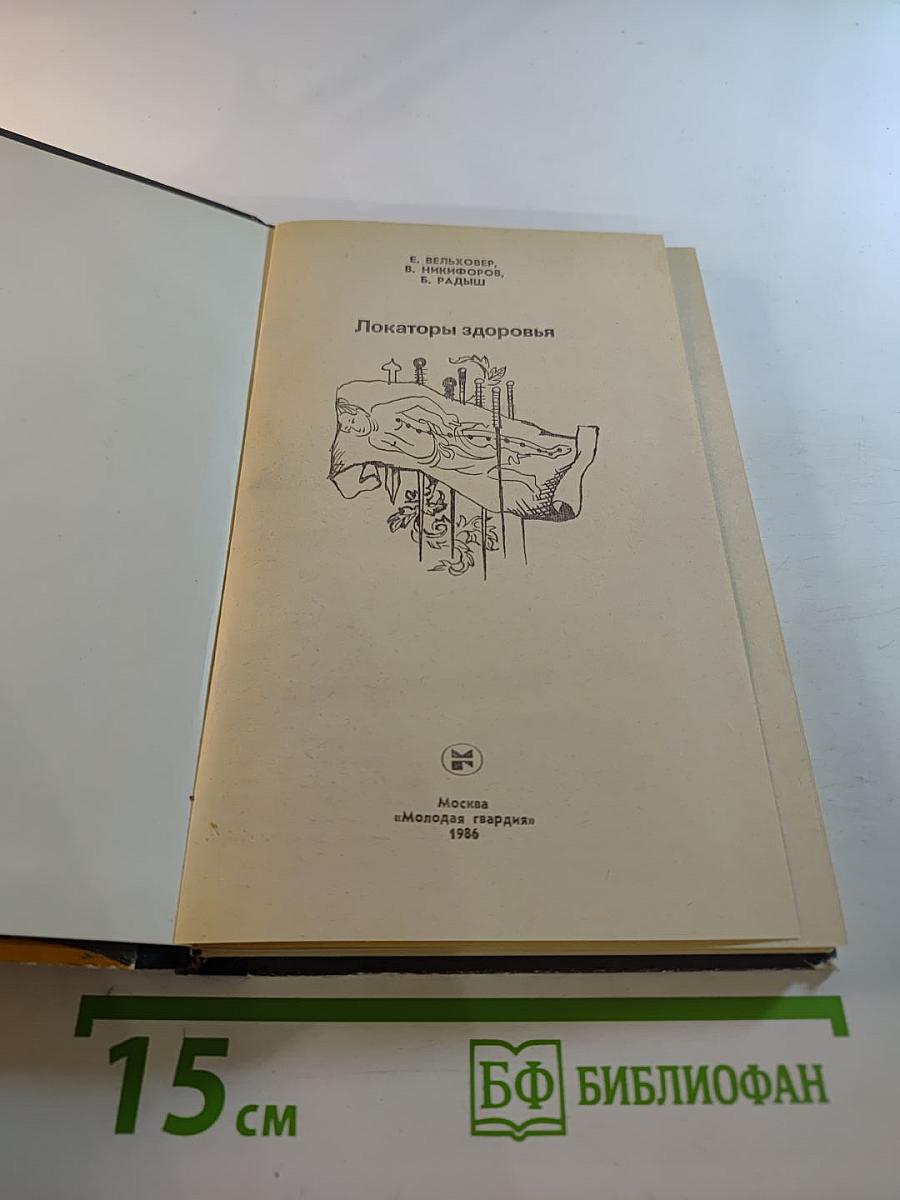 Е. ВЕЛЬХОВЕР,
В. НИКИФОРОВ,
Б. РАДЫШ
Локаторы здоровья
Москва
«Молодая гвардия»
1986
15 см
БФ БИБЛИОФАН